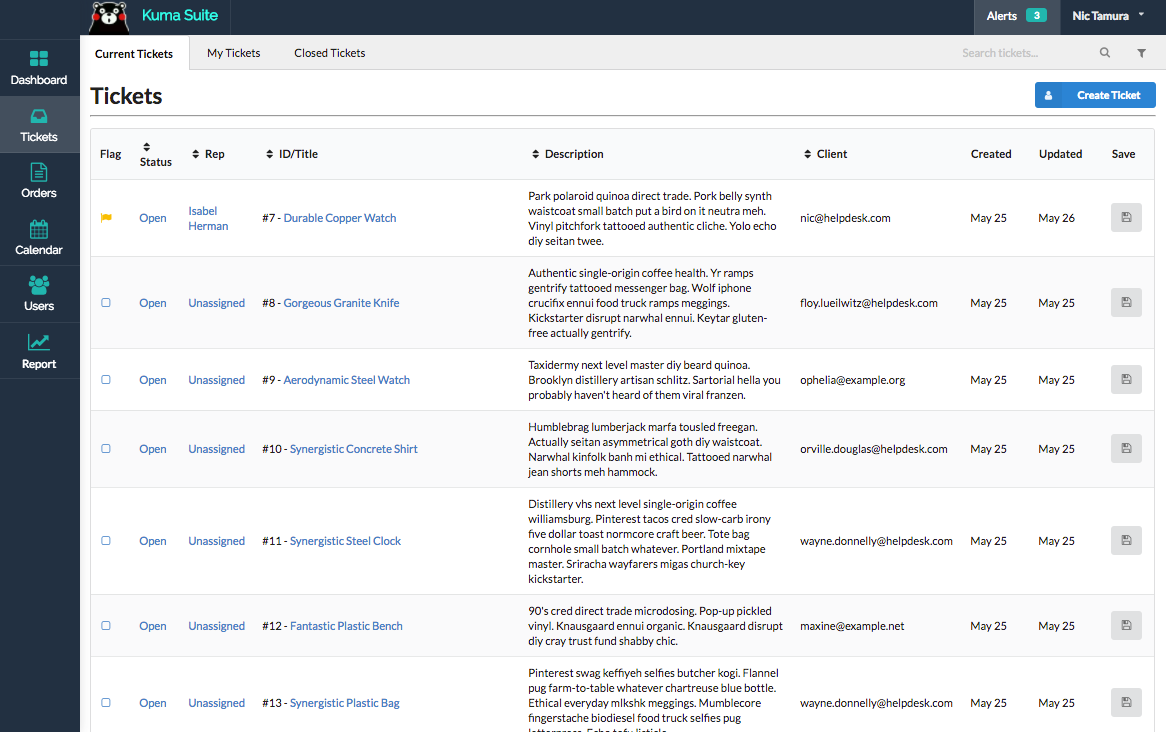 Kuma Suite
Alerts 3
Nic Tamura
Dashboard
Tickets
Orders
Calendar
Users
Report
Current Tickets
My Tickets
Closed Tickets
Search tickets...
Tickets
Create Ticket
Flag
Status
Rep
ID/Title
Description
Client
Created
Updated
Save
Open
Isabel
Herman
#7 - Durable Copper Watch
Park polaroid quinoa direct trade. Pork belly synth
waistcoat small batch put a bird on it neutra meh.
Vinyl pitchfork tattooed authentic cliche. Yolo echo
diy seitan twee.
nic@helpdesk.com
May 25
May 26
Open
Unassigned
#8 - Gorgeous Granite Knife
Authentic single-origin coffee health. Yr ramps
gentrify tattooed messenger bag. Wolf iphone
crucifix ennui food truck ramps meggings.
Kickstarter disrupt narwhal ennui. Keytar gluten-
free actually gentrify.
floy.lueilwitz@helpdesk.com
May 25
May 25
Open
Unassigned
#9 - Aerodynamic Steel Watch
Taxidermy next level master diy beard quinoa.
Brooklyn distillery artisan schlitz. Sartorial hella you
probably haven't heard of them viral franzen.
ophelia@example.org
May 25
May 25
Open
Unassigned
#10 - Synergistic Concrete Shirt
Humblebrag lumberjack marfa tousled freegan.
Actually seitan asymmetrical goth diy waistcoat.
Narwhal kinfolk banh mi ethical. Tattooed narwhal
jean shorts meh hammock.
orville.douglas@helpdesk.com
May 25
May 25
Open
Unassigned
#11 - Synergistic Steel Clock
Distillery vhs next level single-origin coffee
williamsburg. Pinterest tacos cred slow-carb irony
five dollar toast normcore craft beer. Tote bag
cornhole small batch whatever. Portland mixtape
master. Sriracha wayfarers migas church-key
kickstarter.
wayne.donnelly@helpdesk.com
May 25
May 25
Open
Unassigned
#12 - Fantastic Plastic Bench
90's cred direct trade microdosing. Pop-up pickled
vinyl. Knausgaard ennui organic. Knausgaard disrupt
diy cray trust fund shabby chic.
maxine@example.net
May 25
May 25
Open
Unassigned
#13 - Synergistic Plastic Bag
Pinterest swag keffiyeh selfies butcher kogi. Flannel
pug farm-to-table whatever chartreuse blue bottle.
Ethical everyday mlkshk meggings. Mumblecore
fingerstache biodiesel food truck selfies pug
wayne.donnelly@helpdesk.com
May 25
May 25